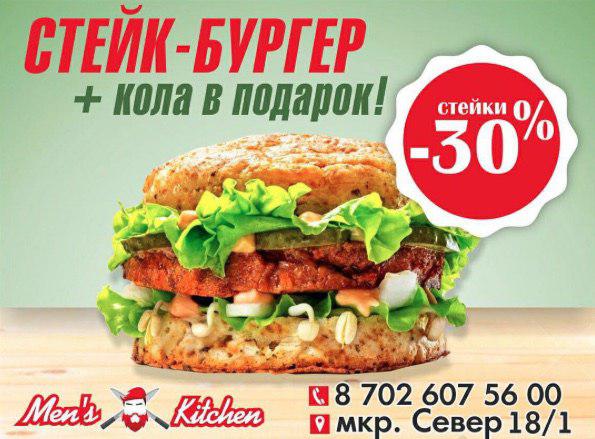 СТЕЙК-БУРГЕР
+ кола в подарок!
стейки
-30%
Men's Kitchen
8 702 607 56 00
мкр. Север 18/1